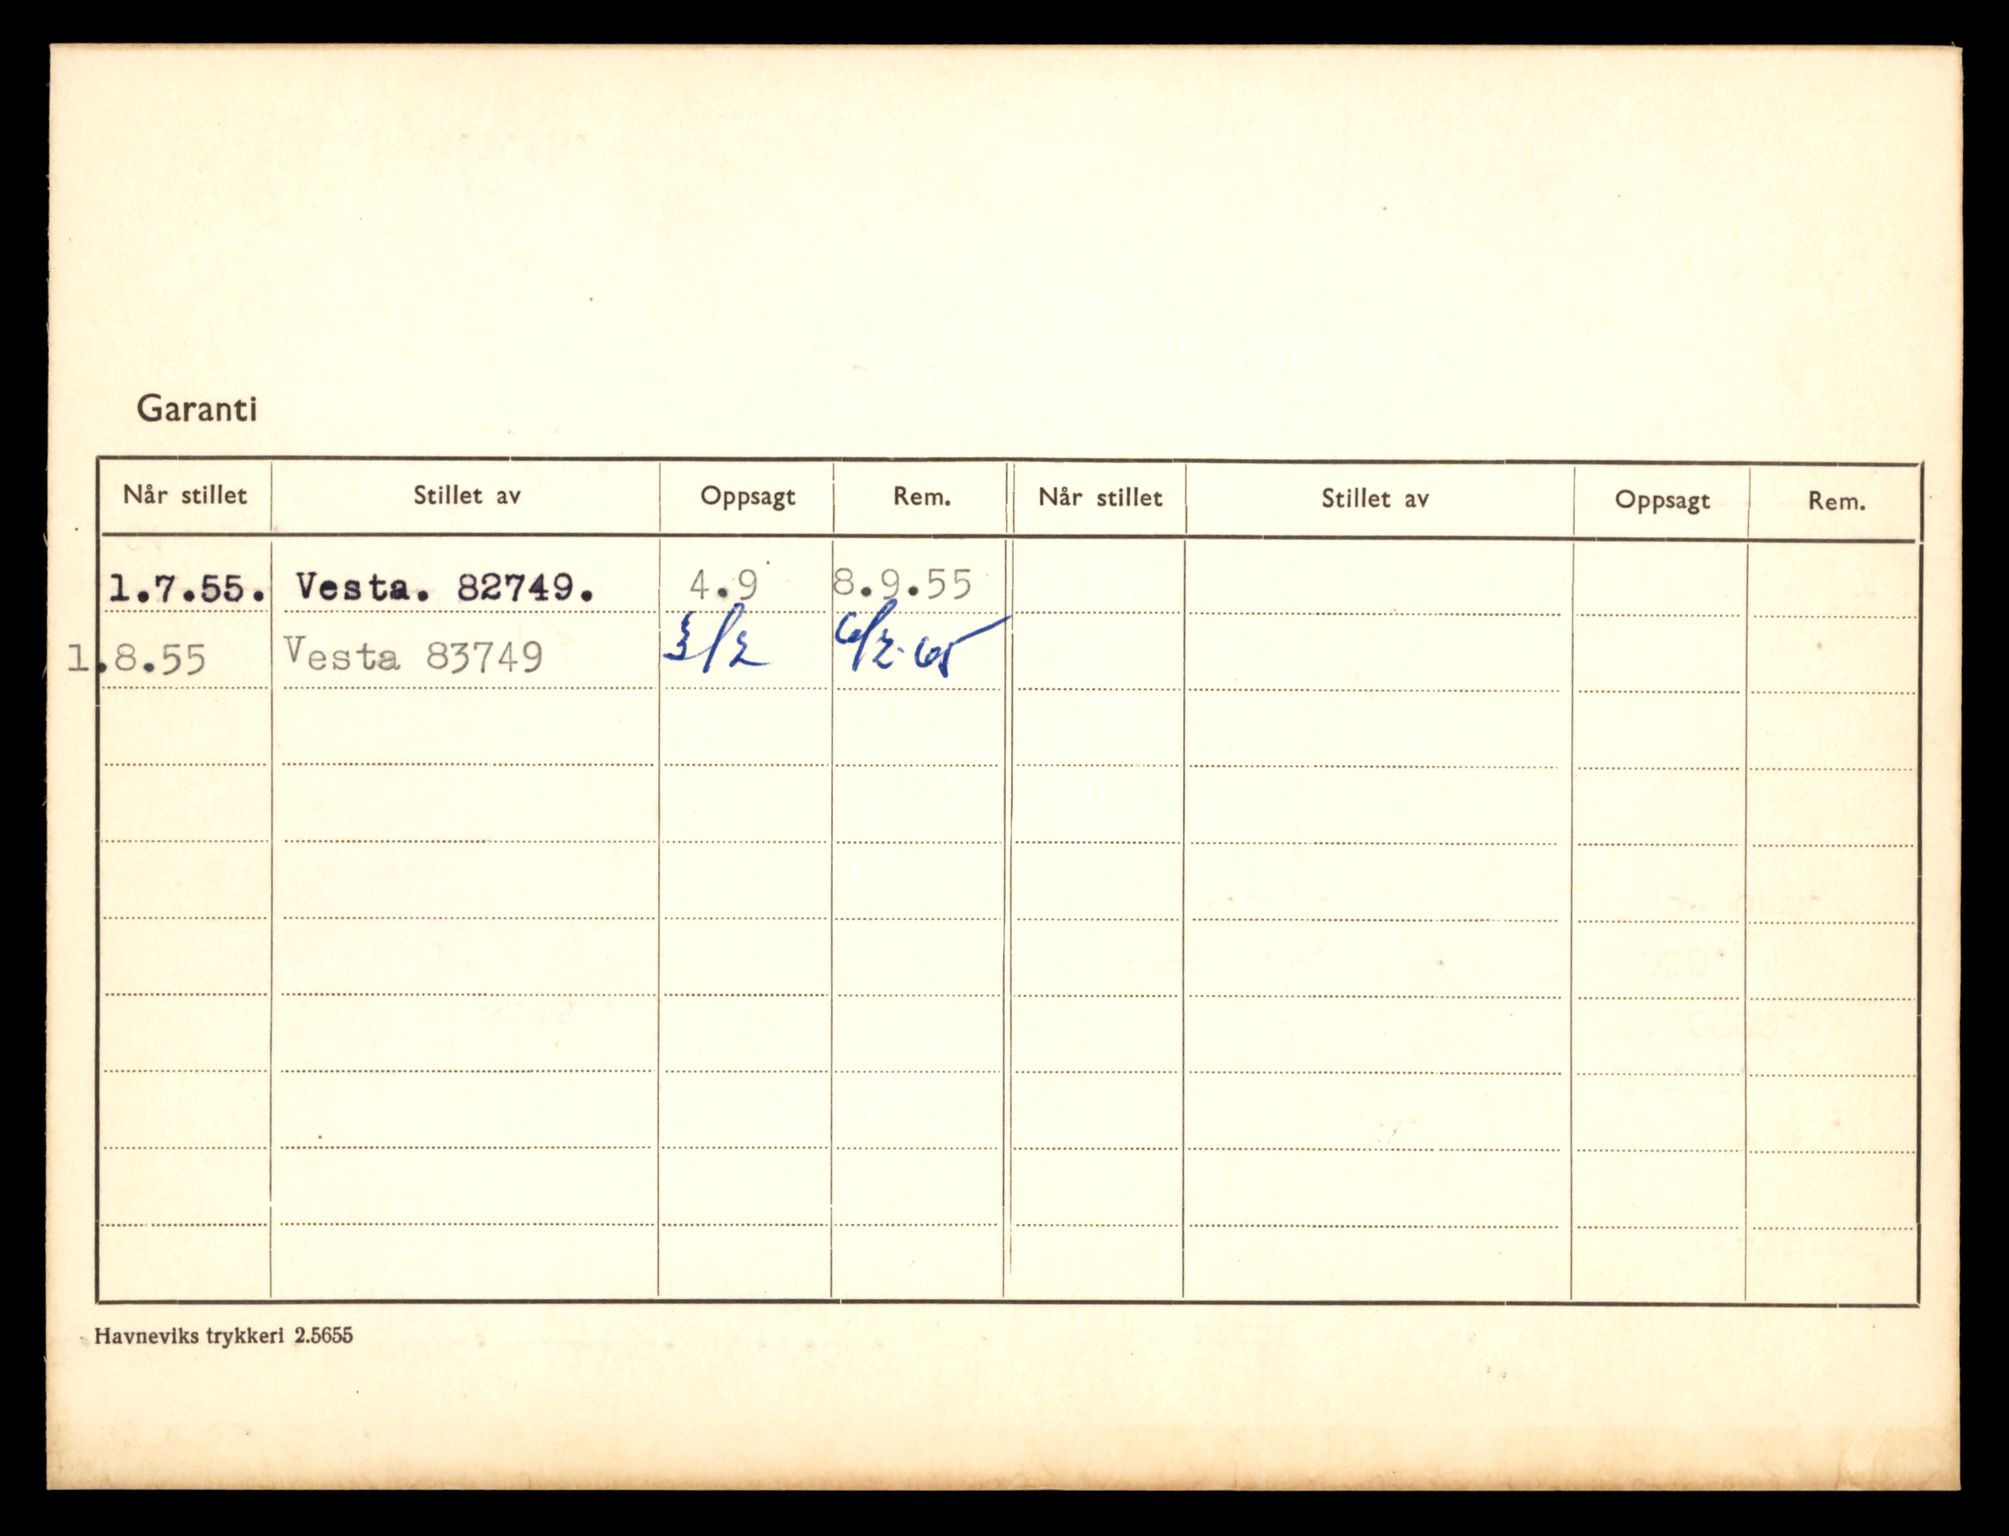 Garanti
Når stillet Stillet av Oppsagt Rem. Når stillet Stillet av Oppsagt Rem.
1.7.55. Vesta. 82749. 4.9 8.9.55
1.8.55 Vesta 83749 3/2 6/2.65
Havneviks trykkeri 2.5655